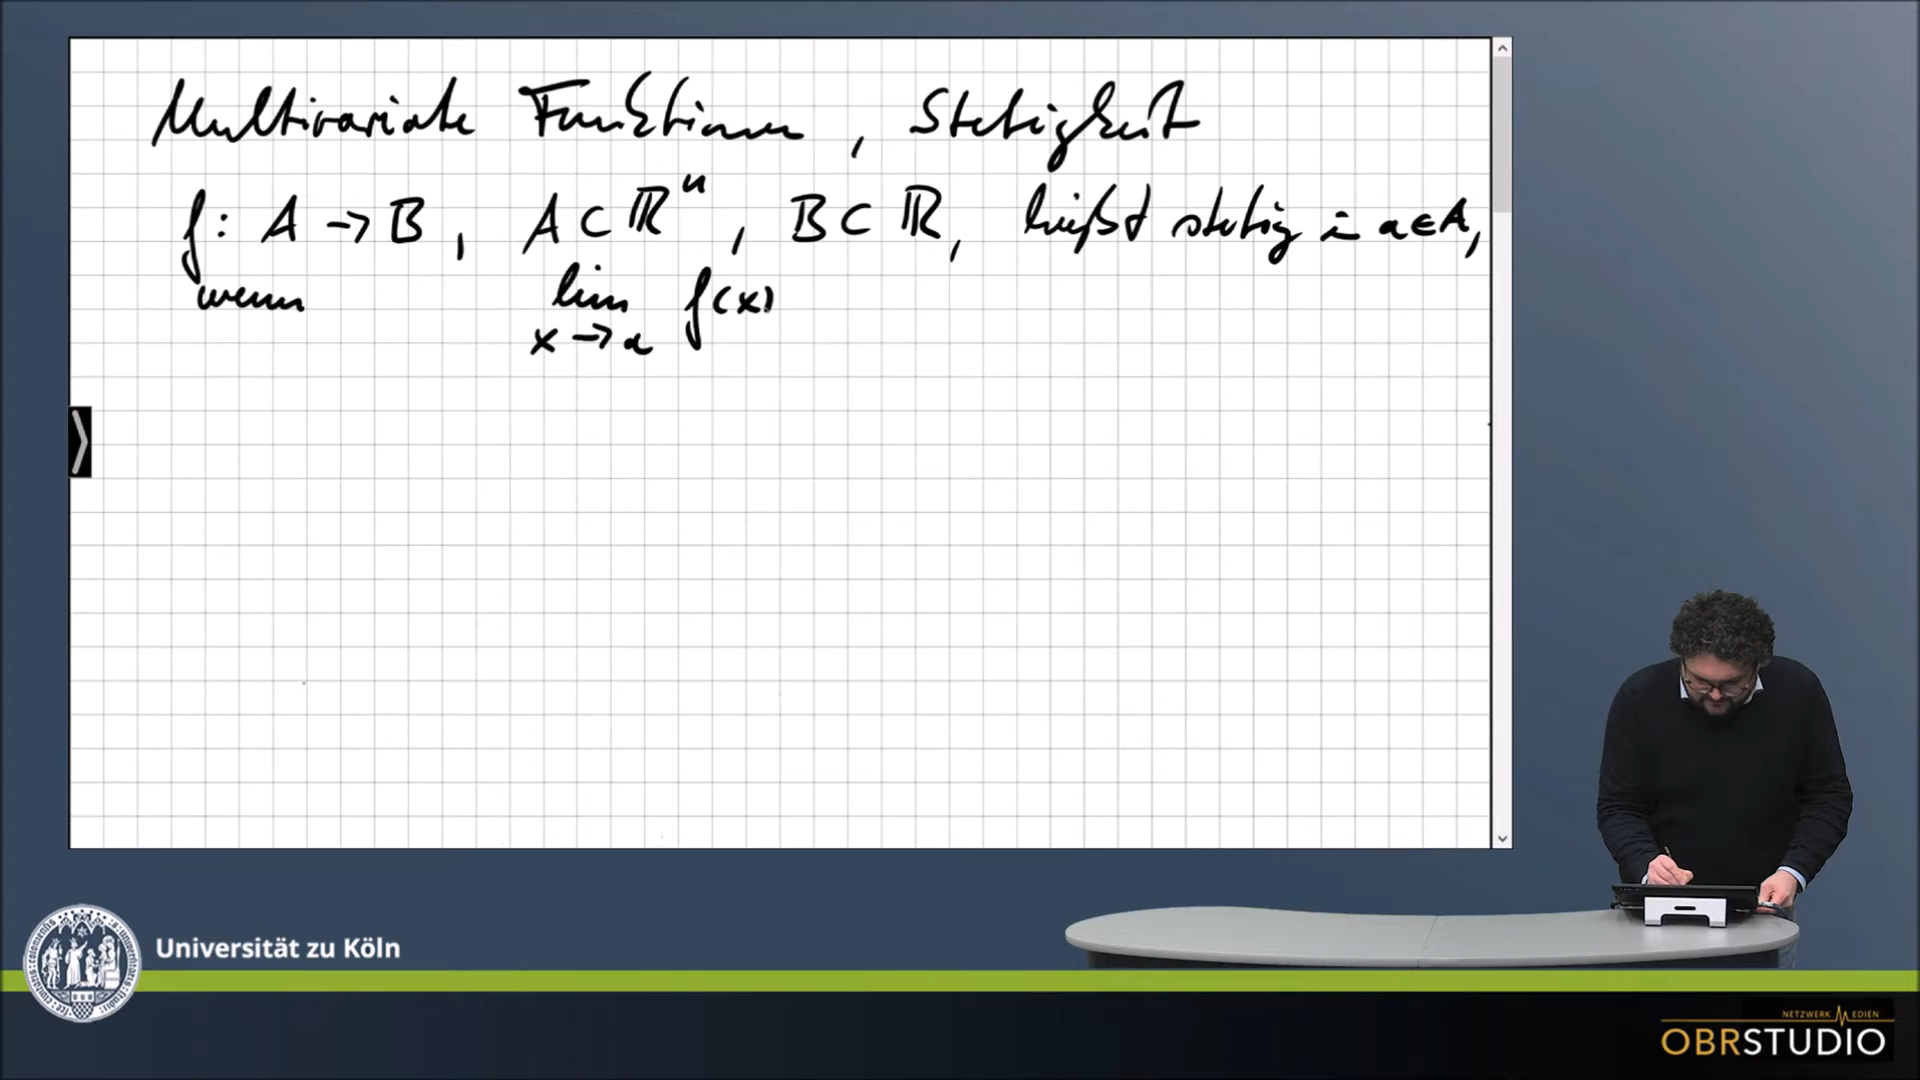 Multivariate Funktionen, Stetigkeit
f: A → B, A ⊂ ℝⁿ, B ⊂ ℝ, heißt stetig in a ∈ A,
wenn lim f(x)
x → a
Universität zu Köln
NETZWERK MEDIEN
OBRSTUDIO